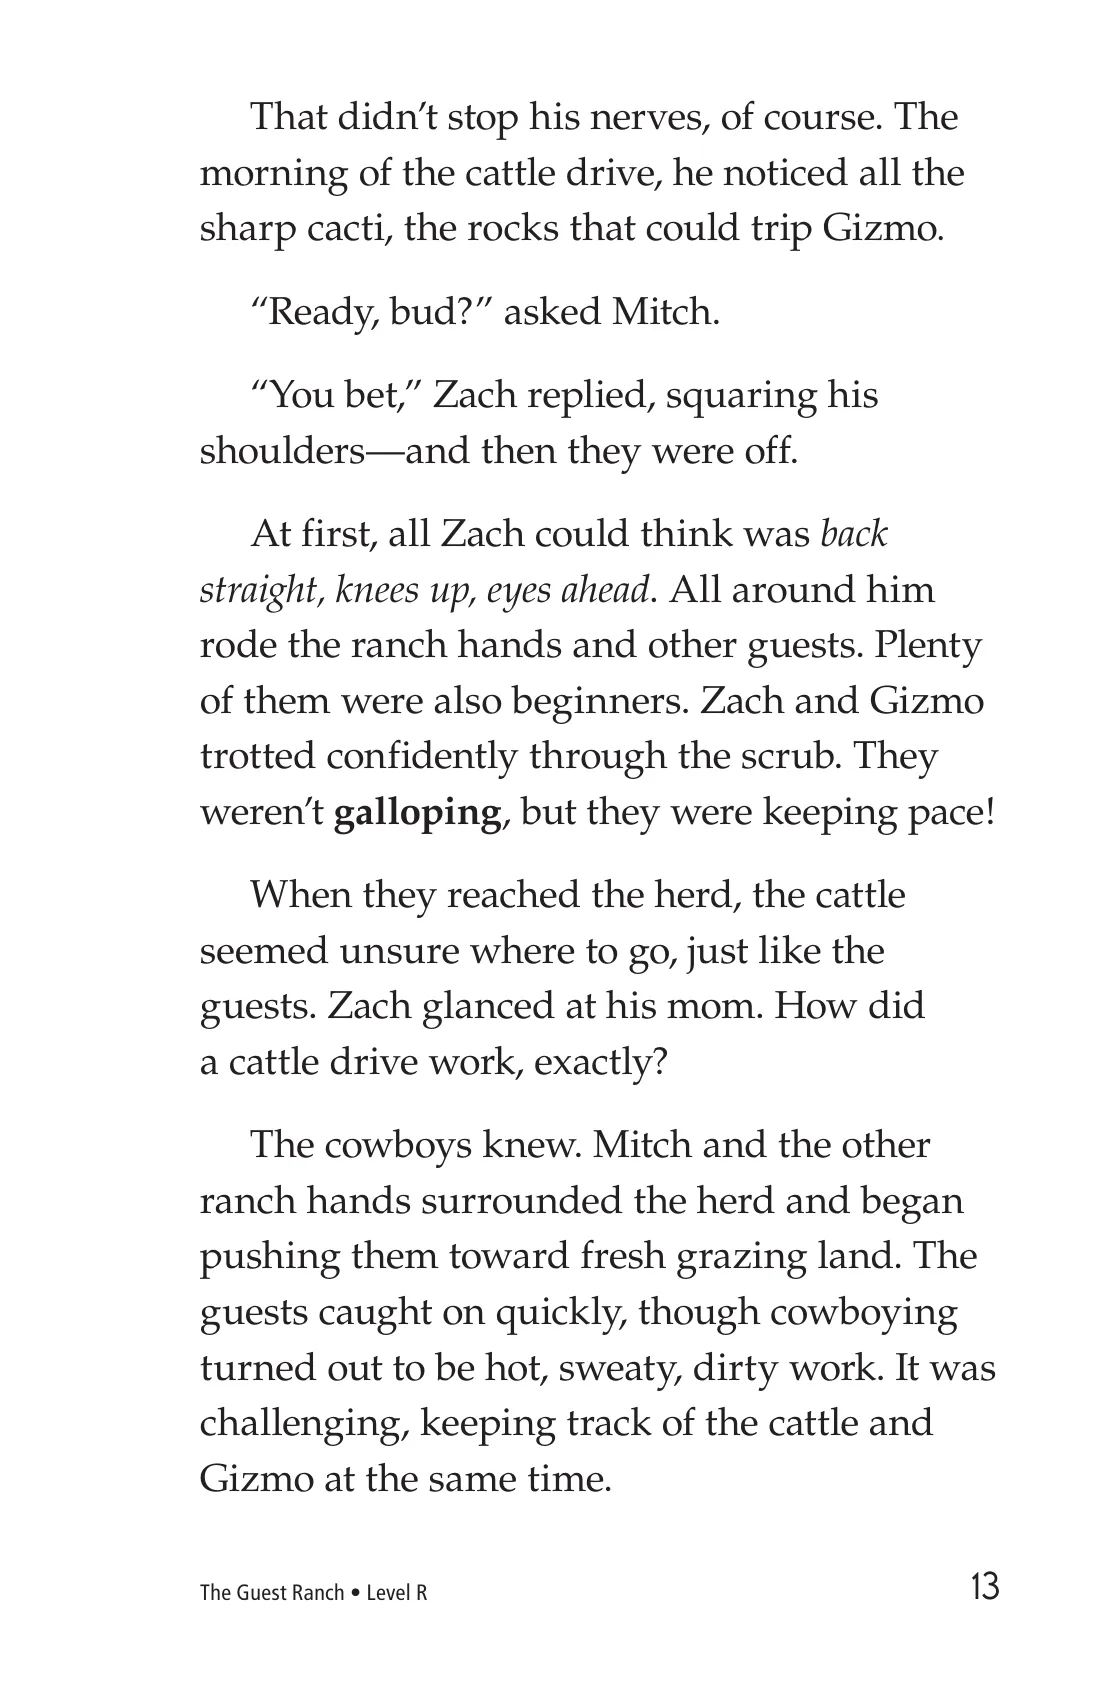 That didn’t stop his nerves, of course. The
morning of the cattle drive, he noticed all the
sharp cacti, the rocks that could trip Gizmo.
“Ready, bud?” asked Mitch.
“You bet,” Zach replied, squaring his
shoulders—and then they were off.
At first, all Zach could think was back
straight, knees up, eyes ahead. All around him
rode the ranch hands and other guests. Plenty
of them were also beginners. Zach and Gizmo
trotted confidently through the scrub. They
weren’t galloping, but they were keeping pace!
When they reached the herd, the cattle
seemed unsure where to go, just like the
guests. Zach glanced at his mom. How did
a cattle drive work, exactly?
The cowboys knew. Mitch and the other
ranch hands surrounded the herd and began
pushing them toward fresh grazing land. The
guests caught on quickly, though cowboying
turned out to be hot, sweaty, dirty work. It was
challenging, keeping track of the cattle and
Gizmo at the same time.
The Guest Ranch • Level R
13